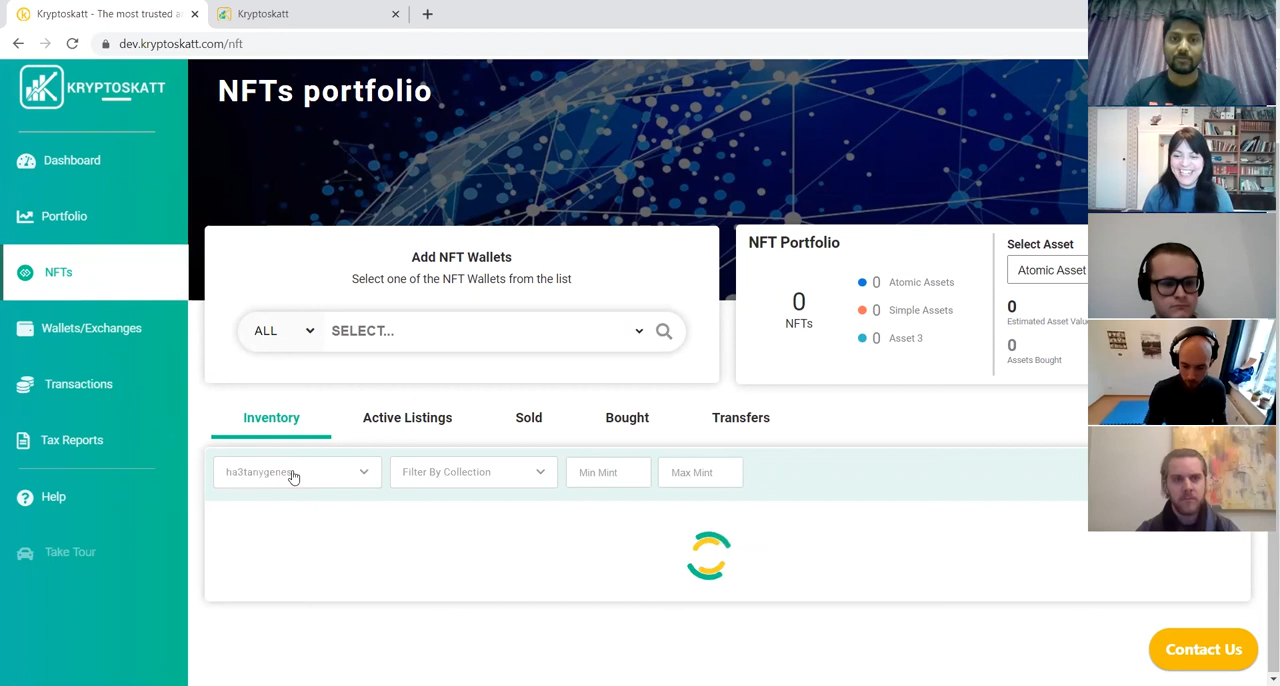 Kryptoskatt - The most trusted a
Kryptoskatt
dev.kryptoskatt.com/nft
KRYPTOSKATT
NFTs portfolio
Dashboard
Portfolio
NFTs
Wallets/Exchanges
Transactions
Tax Reports
Help
Take Tour
Add NFT Wallets
Select one of the NFT Wallets from the list
ALL
SELECT...
NFT Portfolio
0
NFTs
0 Atomic Assets
0 Simple Assets
0 Asset 3
Select Asset
Atomic Asset
0
Estimated Asset Valu
0
Assets Bought
Inventory
Active Listings
Sold
Bought
Transfers
ha3tanygenes
Filter By Collection
Min Mint
Max Mint
Contact Us